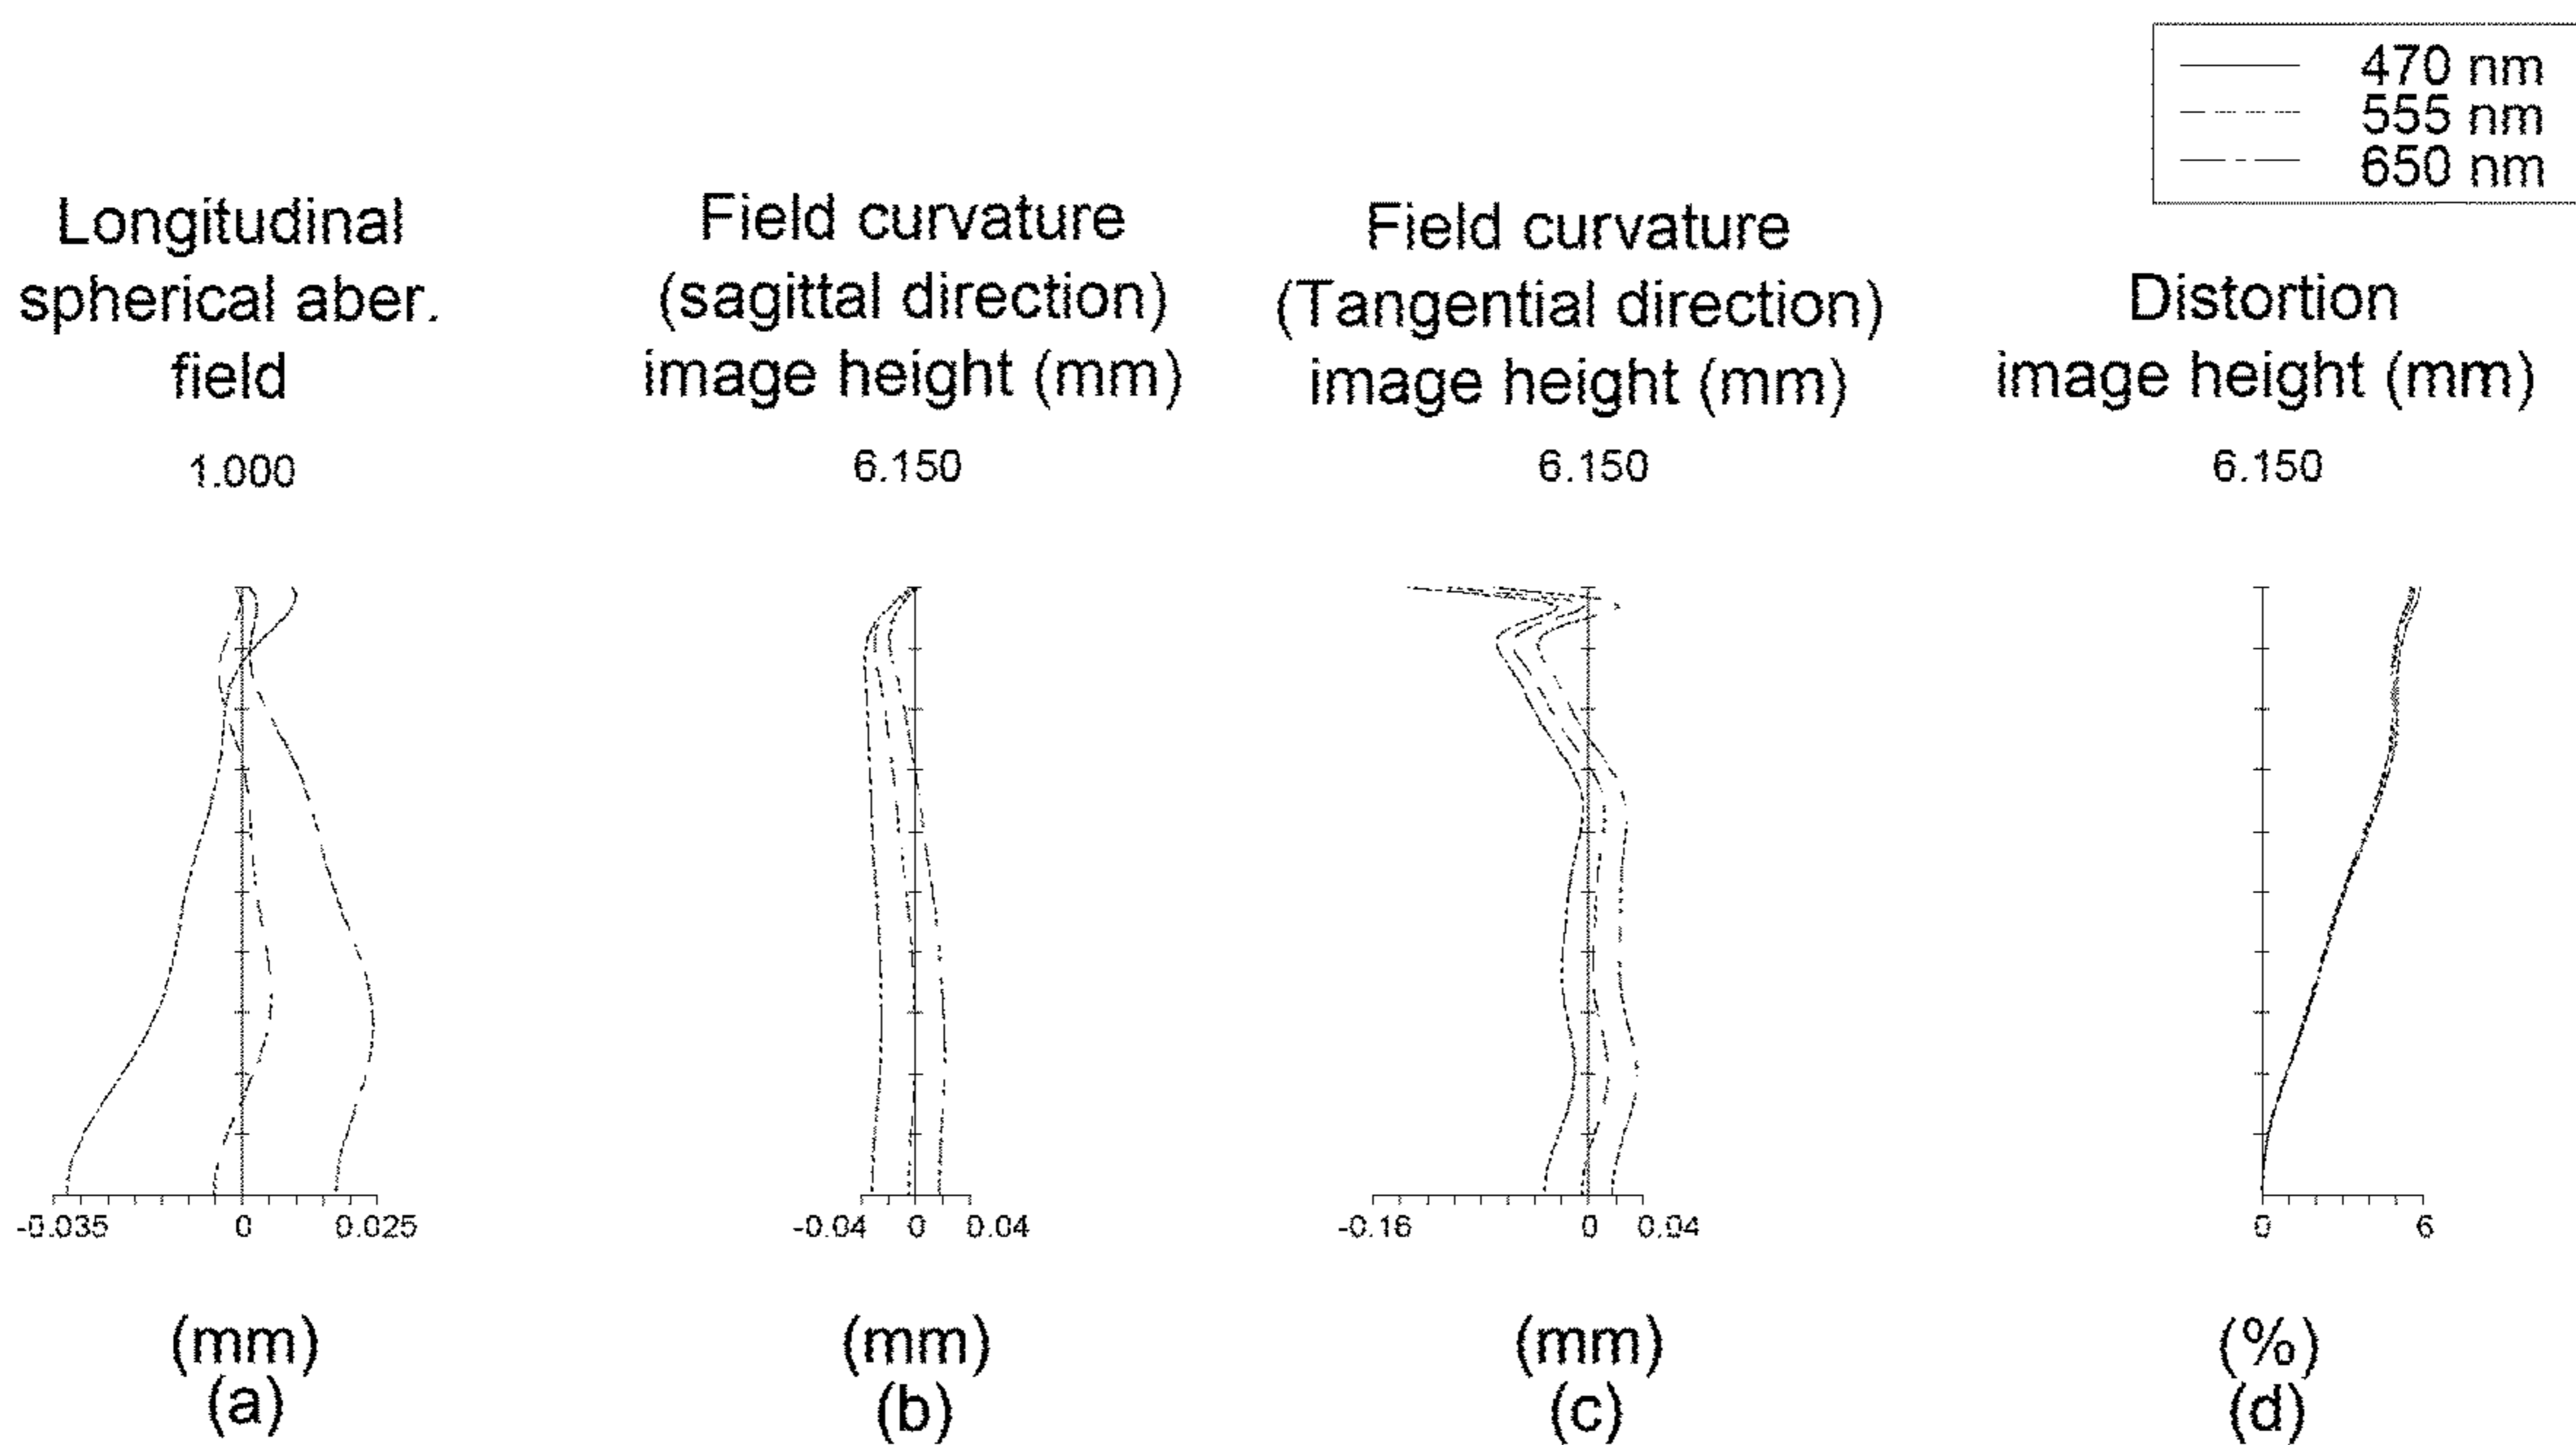 470 nm
555 nm
650 nm
Longitudinal
spherical aber.
field
1.000
Field curvature
(sagittal direction)
image height (mm)
6.150
Field curvature
(Tangential direction)
image height (mm)
6.150
Distortion
image height (mm)
6.150
-0.035 0 0.025
-0.04 0 0.04
-0.16 0 0.04
0 6
(mm)
(a)
(mm)
(b)
(mm)
(c)
(%)
(d)